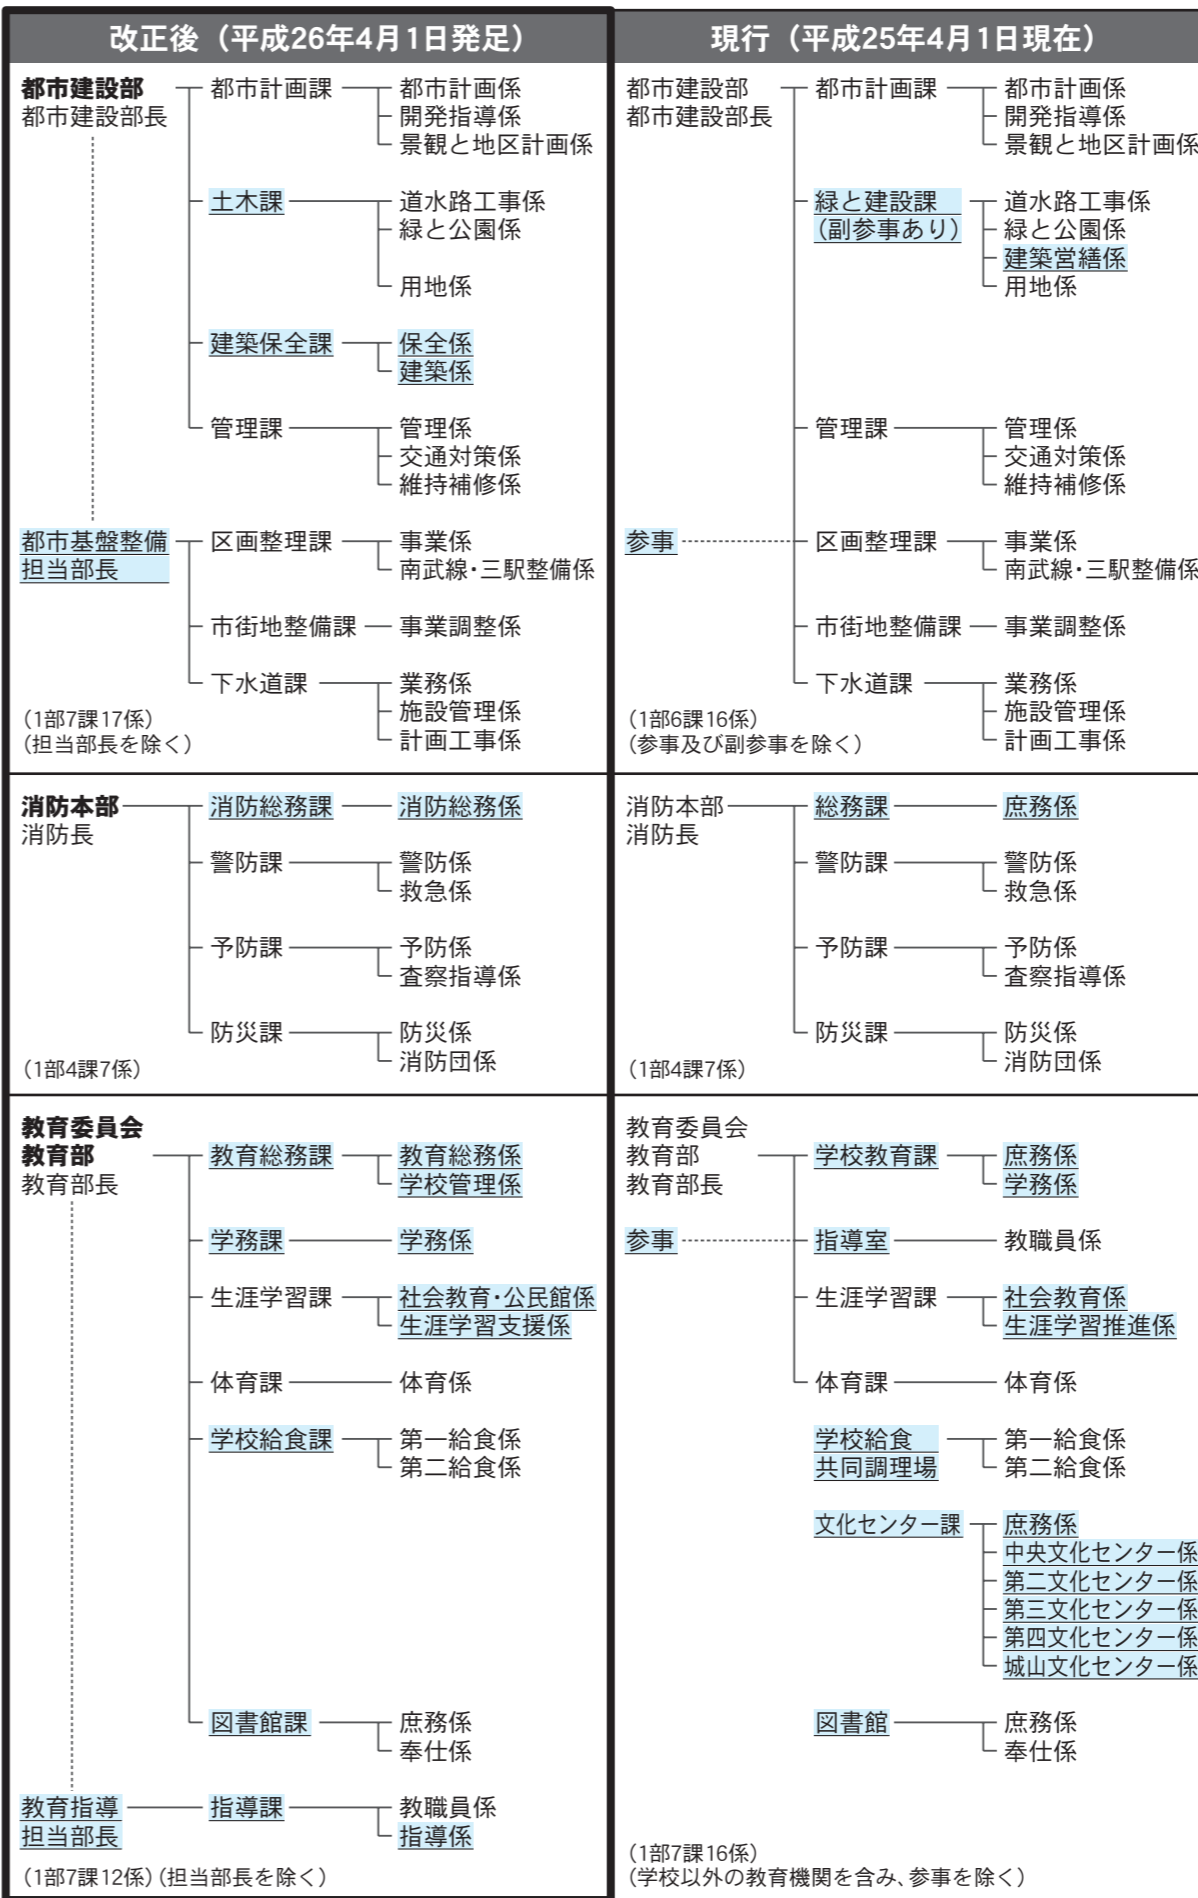 改正後（平成26年4月1日発足）
都市建設部
都市建設部長
都市計画課
都市計画係
開発指導係
景観と地区計画係
土木課
道水路工事係
緑と公園係
用地係
建築保全課
保全係
建築係
管理課
管理係
交通対策係
維持補修係
都市基盤整備
担当部長
区画整理課
事業係
南武線・三駅整備係
市街地整備課
事業調整係
下水道課
業務係
施設管理係
計画工事係
（1部7課17係）
（担当部長を除く）
消防本部
消防長
消防総務課
消防総務係
警防課
警防係
救急係
予防課
予防係
査察指導係
防災課
防災係
消防団係
（1部4課7係）
教育委員会
教育部
教育部長
教育総務課
教育総務係
学校管理係
学務課
学務係
生涯学習課
社会教育・公民館係
生涯学習支援係
体育課
体育係
学校給食課
第一給食係
第二給食係
図書館課
庶務係
奉仕係
教育指導
担当部長
指導課
教職員係
指導係
（1部7課12係）（担当部長を除く）
現行（平成25年4月1日現在）
都市建設部
都市建設部長
都市計画課
都市計画係
開発指導係
景観と地区計画係
緑と建設課
（副参事あり）
道水路工事係
緑と公園係
建築営繕係
用地係
管理課
管理係
交通対策係
維持補修係
参事
区画整理課
事業係
南武線・三駅整備係
市街地整備課
事業調整係
下水道課
業務係
施設管理係
計画工事係
（1部6課16係）
（参事及び副参事を除く）
消防本部
消防長
総務課
庶務係
警防課
警防係
救急係
予防課
予防係
査察指導係
防災課
防災係
消防団係
（1部4課7係）
教育委員会
教育部
教育部長
学校教育課
庶務係
学務係
参事
指導室
教職員係
生涯学習課
社会教育係
生涯学習推進係
体育課
体育係
学校給食
共同調理場
第一給食係
第二給食係
文化センター課
庶務係
中央文化センター係
第二文化センター係
第三文化センター係
第四文化センター係
城山文化センター係
図書館
庶務係
奉仕係
（1部7課16係）
（学校以外の教育機関を含み、参事を除く）